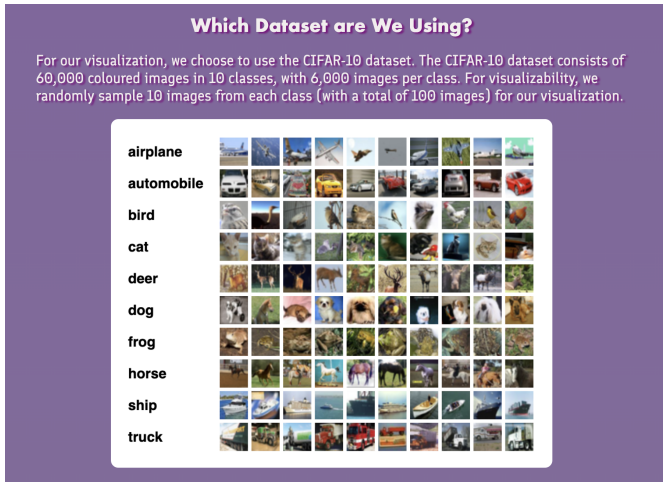 Which Dataset are We Using?
For our visualization, we choose to use the CIFAR-10 dataset. The CIFAR-10 dataset consists of
60,000 coloured images in 10 classes, with 6,000 images per class. For visualizability, we
randomly sample 10 images from each class (with a total of 100 images) for our visualization.
airplane
automobile
bird
cat
deer
dog
frog
horse
ship
truck